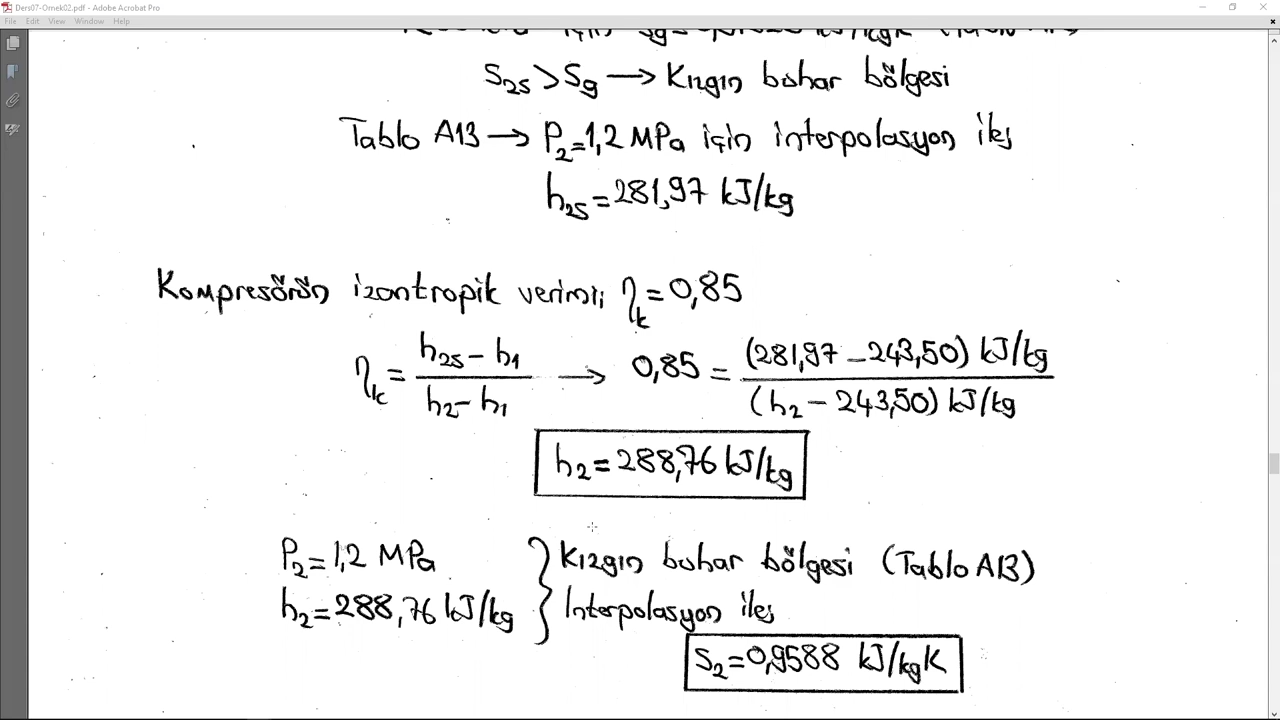 Ders07-Ornek02.pdf - Adobe Acrobat Pro
File Edit View Window Help
için
S2s > Sg → Kızgın buhar bölgesi
Tablo A13 → P2=1,2 MPa için interpolasyon ile;
h2s = 281,97 kJ/kg
Kompresörün izontropik verimi; ηk = 0,85
ηk = (h2s - h1) / (h2 - h1) → 0,85 = (281,97 - 243,50) kJ/kg / (h2 - 243,50) kJ/kg
h2 = 288,76 kJ/kg
P2 = 1,2 MPa } Kızgın buhar bölgesi (Tablo A13)
h2 = 288,76 kJ/kg } İnterpolasyon ile;
S2 = 0,9588 kJ/kgK